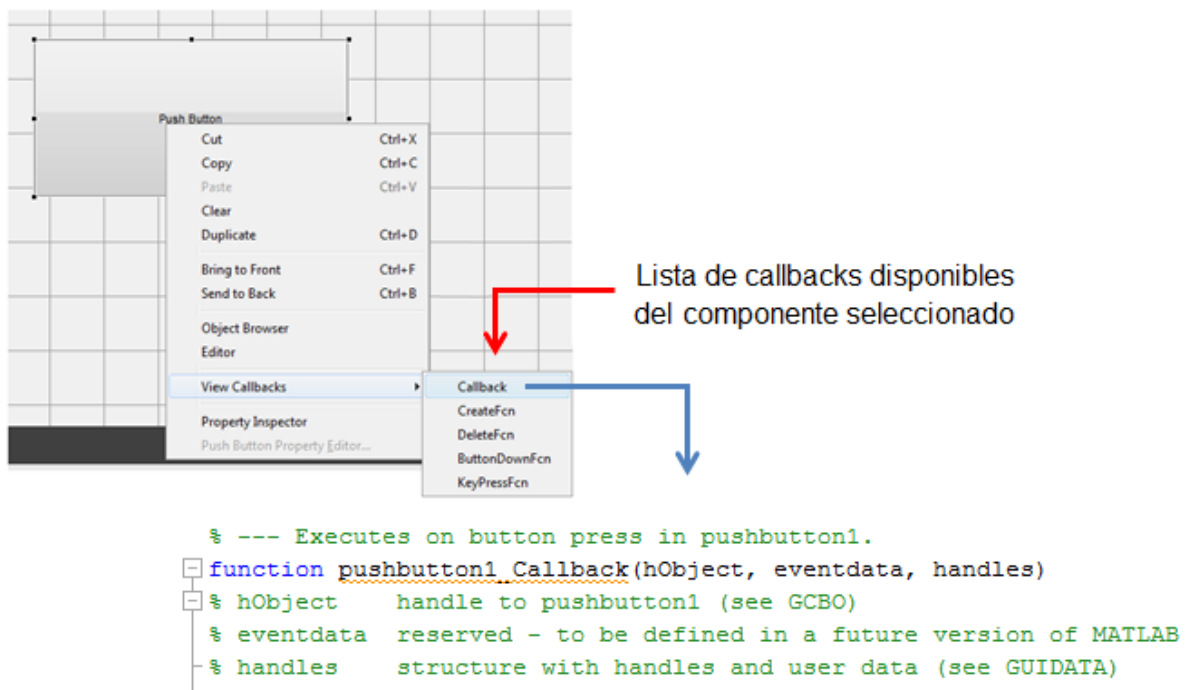 Push Button
Cut Ctrl+X
Copy Ctrl+C
Paste Ctrl+V
Clear
Duplicate Ctrl+D
Bring to Front Ctrl+F
Send to Back Ctrl+B
Object Browser
Editor
View Callbacks
Property Inspector
Push Button Property Editor...
Callback
CreateFcn
DeleteFcn
ButtonDownFcn
KeyPressFcn
Lista de callbacks disponibles
del componente seleccionado
% --- Executes on button press in pushbutton1.
function pushbutton1_Callback(hObject, eventdata, handles)
% hObject    handle to pushbutton1 (see GCBO)
% eventdata  reserved - to be defined in a future version of MATLAB
% handles    structure with handles and user data (see GUIDATA)